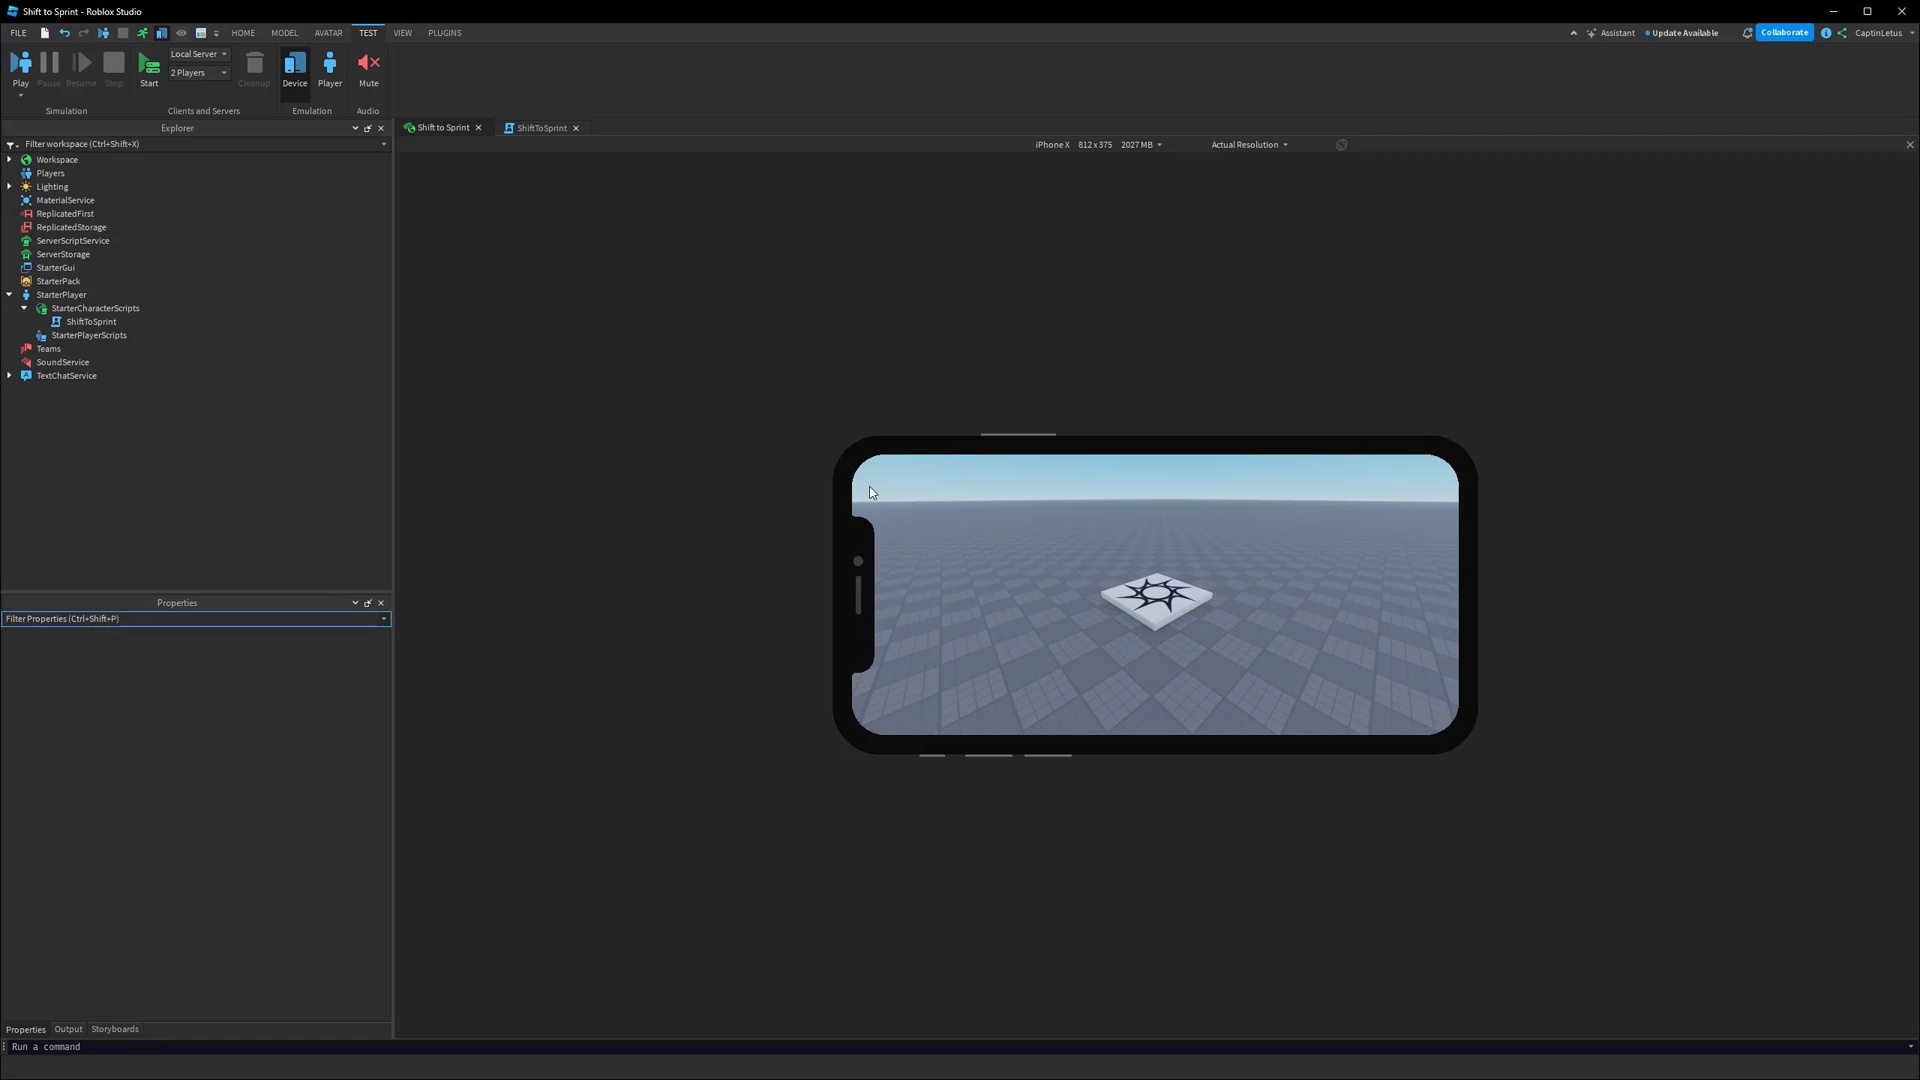 Shift to Sprint - Roblox Studio
FILE HOME MODEL AVATAR TEST VIEW PLUGINS Assistant Update Available Collaborate CaptinLetus
Play Pause Resume Stop Start Local Server 2 Players Cleanup Device Player Mute
Simulation Clients and Servers Emulation Audio
Explorer
Filter workspace (Ctrl+Shift+X)
Workspace
Players
Lighting
MaterialService
ReplicatedFirst
ReplicatedStorage
ServerScriptService
ServerStorage
StarterGui
StarterPack
StarterPlayer
StarterCharacterScripts
ShiftToSprint
StarterPlayerScripts
Teams
SoundService
TextChatService
Shift to Sprint ShiftToSprint
iPhone X 812 x 375 2027 MB Actual Resolution
Properties
Filter Properties (Ctrl+Shift+P)
Properties Output Storyboards
Run a command